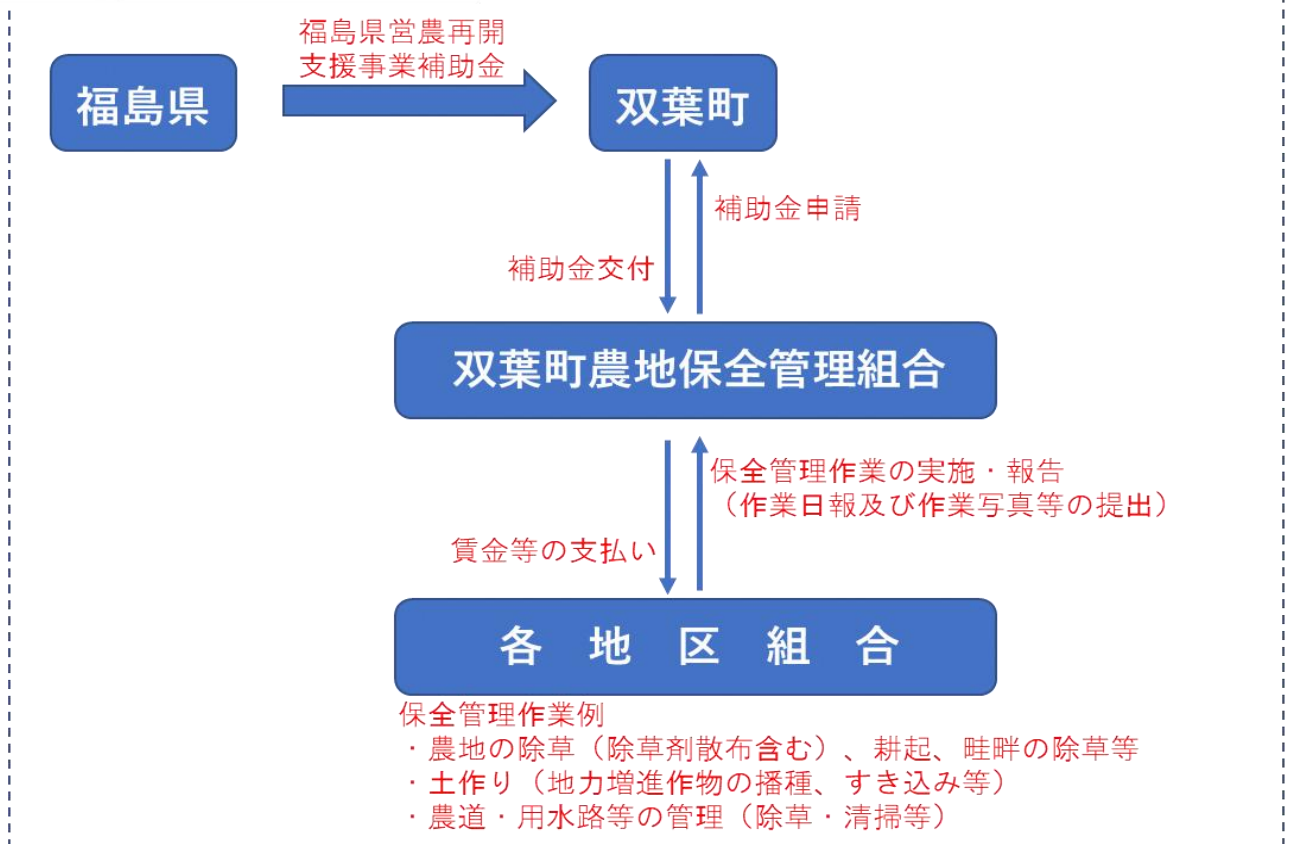 福島県営農再開
支援事業補助金
福島県
双葉町
補助金申請
補助金交付
双葉町農地保全管理組合
保全管理作業の実施・報告
（作業日報及び作業写真等の提出）
賃金等の支払い
各　地　区　組　合
保全管理作業例
・農地の除草（除草剤散布含む）、耕起、畦畔の除草等
・土作り（地力増進作物の播種、すき込み等）
・農道・用水路等の管理（除草・清掃等）